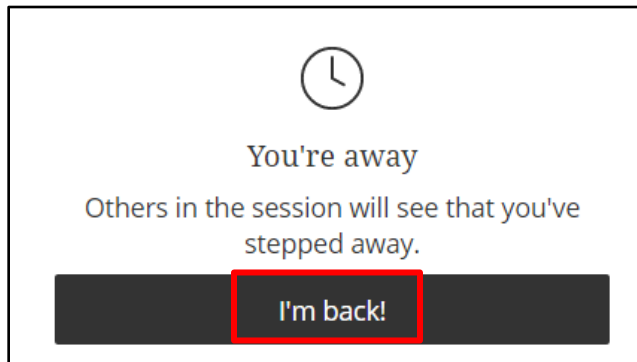 You're away
Others in the session will see that you've
stepped away.
I'm back!